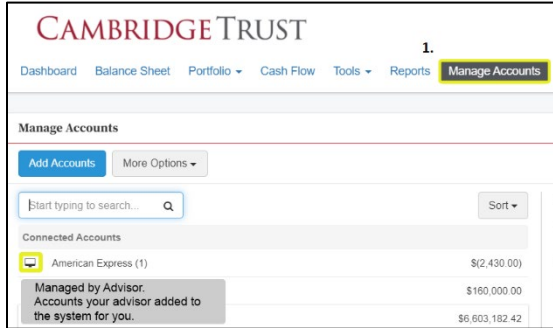 CAMBRIDGE TRUST
1.
Dashboard Balance Sheet Portfolio Cash Flow Tools Reports Manage Accounts
Manage Accounts
Add Accounts More Options
Start typing to search... Sort
Connected Accounts
American Express (1) $(2,430.00)
Managed by Advisor.
$160,000.00
Accounts your advisor added to
the system for you.
$6,603,182.42